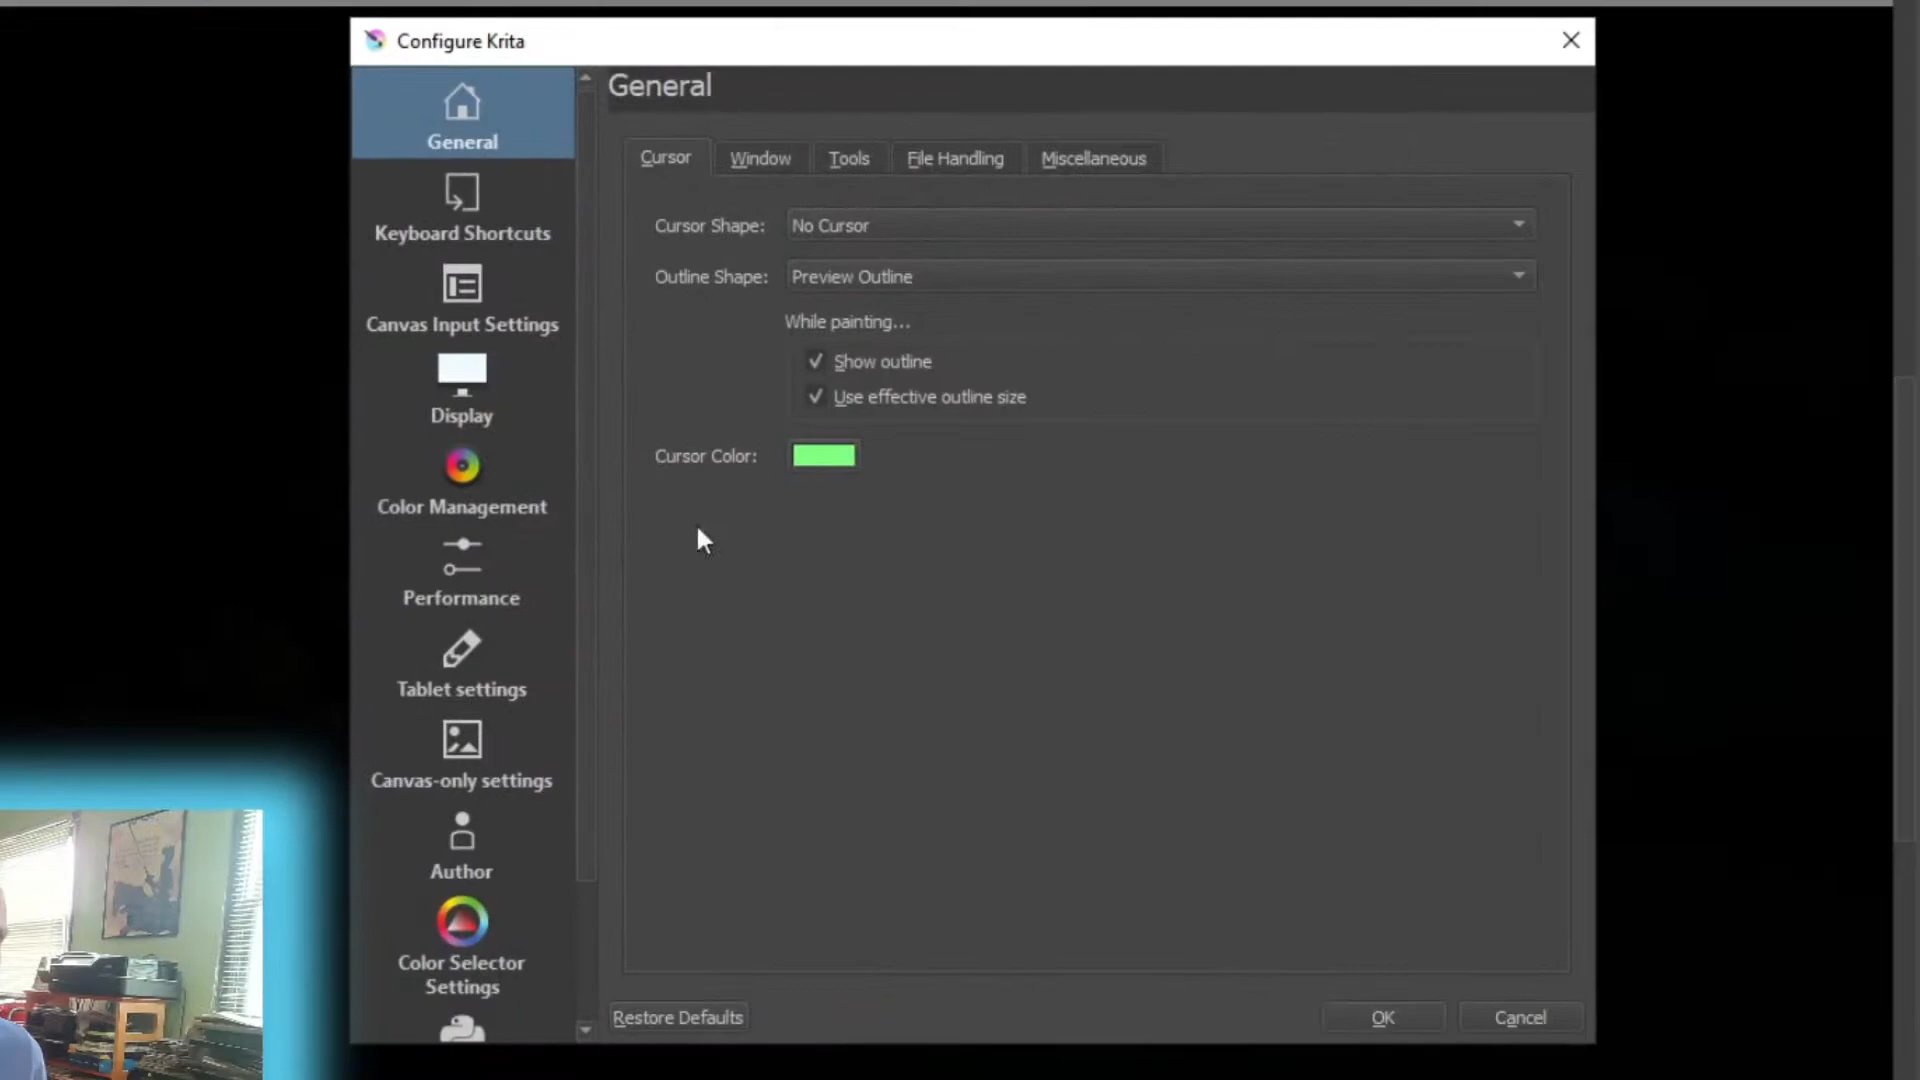 Configure Krita
General
Keyboard Shortcuts
Canvas Input Settings
Display
Color Management
Performance
Tablet settings
Canvas-only settings
Author
Color Selector
Settings
General
Cursor
Window
Tools
File Handling
Miscellaneous
Cursor Shape: No Cursor
Outline Shape: Preview Outline
While painting...
Show outline
Use effective outline size
Cursor Color:
Restore Defaults
OK
Cancel